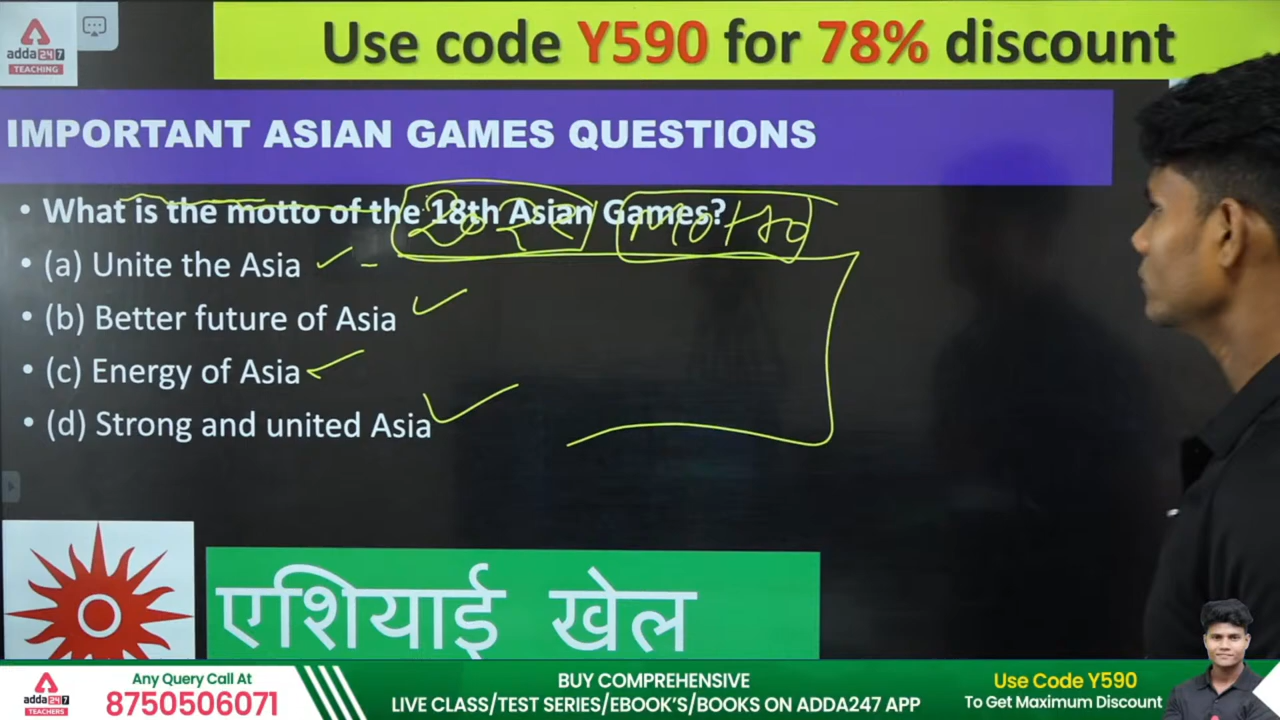 Use code Y590 for 78% discount
adda247
TEACHING
IMPORTANT ASIAN GAMES QUESTIONS
• What is the motto of the 18th Asian Games?
Motto
• (a) Unite the Asia
• (b) Better future of Asia
• (c) Energy of Asia
• (d) Strong and united Asia
एशियाई खेल
adda247
TEACHERS
Any Query Call At
8750506071
BUY COMPREHENSIVE
LIVE CLASS/TEST SERIES/EBOOK'S/BOOKS ON ADDA247 APP
Use Code Y590
To Get Maximum Discount